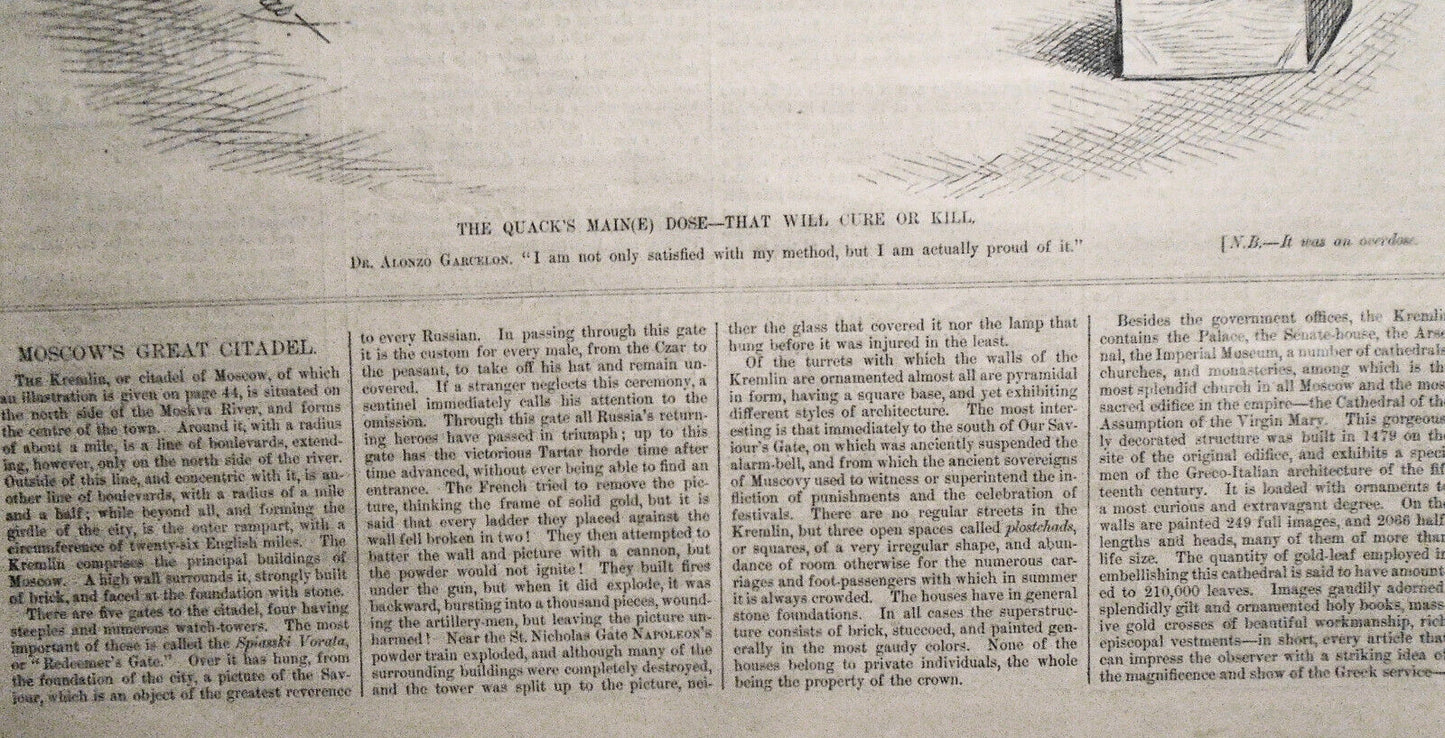 THE QUACK'S MAIN(E) DOSE—THAT WILL CURE OR KILL.
DR. ALONZO GARCELON. "I am not only satisfied with my method, but I am actually proud of it."
[N.B.—It was an overdose.
MOSCOW'S GREAT CITADEL.
THE Kremlin, or citadel of Moscow, of which
an illustration is given on page 44, is situated on
the north side of the Moskva River, and forms
the centre of the town. Around it, with a radius
of about a mile, is a line of boulevards, extend-
ing, however, only on the north side of the river.
Outside of this line, and concentric with it, is an-
other line of boulevards, with a radius of a mile
and a half; while beyond all, and forming the
girdle of the city, is the outer rampart, with a
circumference of twenty-six English miles. The
Kremlin comprises the principal buildings of
Moscow. A high wall surrounds it, strongly built
of brick, and faced at the foundation with stone.
There are five gates to the citadel, four having
steeples and numerous watch-towers. The most
important of these is called the Spiasski Vorata,
or "Redeemer's Gate." Over it has hung, from
the foundation of the city, a picture of the Sav-
iour, which is an object of the greatest reverence
to every Russian. In passing through this gate
it is the custom for every male, from the Czar to
the peasant, to take off his hat and remain un-
covered. If a stranger neglects this ceremony, a
sentinel immediately calls his attention to the
omission. Through this gate all Russia's return-
ing heroes have passed in triumph; up to this
gate has the victorious Tartar horde time after
time advanced, without ever being able to find an
entrance. The French tried to remove the pic-
ture, thinking the frame of solid gold, but it is
said that every ladder they placed against the
wall fell broken in two! They then attempted to
batter the wall and picture with a cannon, but
the powder would not ignite! They built fires
under the gun, but when it did explode, it was
backward, bursting into a thousand pieces, wound-
ing the artillery-men, but leaving the picture un-
harmed! Near the St. Nicholas Gate NAPOLEON'S
powder train exploded, and although many of the
surrounding buildings were completely destroyed,
and the tower was split up to the picture, nei-
ther the glass that covered it nor the lamp that
hung before it was injured in the least.
Of the turrets with which the walls of the
Kremlin are ornamented almost all are pyramidal
in form, having a square base, and yet exhibiting
different styles of architecture. The most inter-
esting is that immediately to the south of Our Sav-
iour's Gate, on which was anciently suspended the
alarm-bell, and from which the ancient sovereigns
of Muscovy used to witness or superintend the in-
fliction of punishments and the celebration of
festivals. There are no regular streets in the
Kremlin, but three open spaces called plostchads,
or squares, of a very irregular shape, and abun-
dance of room otherwise for the numerous car-
riages and foot-passengers with which in summer
it is always crowded. The houses have in general
stone foundations. In all cases the superstruc-
ture consists of brick, stuccoed, and painted gen-
erally in the most gaudy colors. None of the
houses belong to private individuals, the whole
being the property of the crown.
Besides the government offices, the Kremlin
contains the Palace, the Senate-house, the Arse-
nal, the Imperial Museum, a number of cathedrals,
churches, and monasteries, among which is th
most splendid church in all Moscow and the mos
sacred edifice in the empire—the Cathedral of th
Assumption of the Virgin Mary. This gorgeous
ly decorated structure was built in 1479 on th
site of the original edifice, and exhibits a speci
men of the Greco-Italian architecture of the fif
teenth century. It is loaded with ornaments to
a most curious and extravagant degree. On th
walls are painted 249 full images, and 2066 half
lengths and heads, many of them of more than
life size. The quantity of gold-leaf employed in
embellishing this cathedral is said to have amount
ed to 210,000 leaves. Images gaudily adorned
splendidly gilt and ornamented holy books, mass
ive gold crosses of beautiful workmanship, rich
episcopal vestments—in short, every article that
can impress the observer with a striking idea of
the magnificence and show of the Greek service—